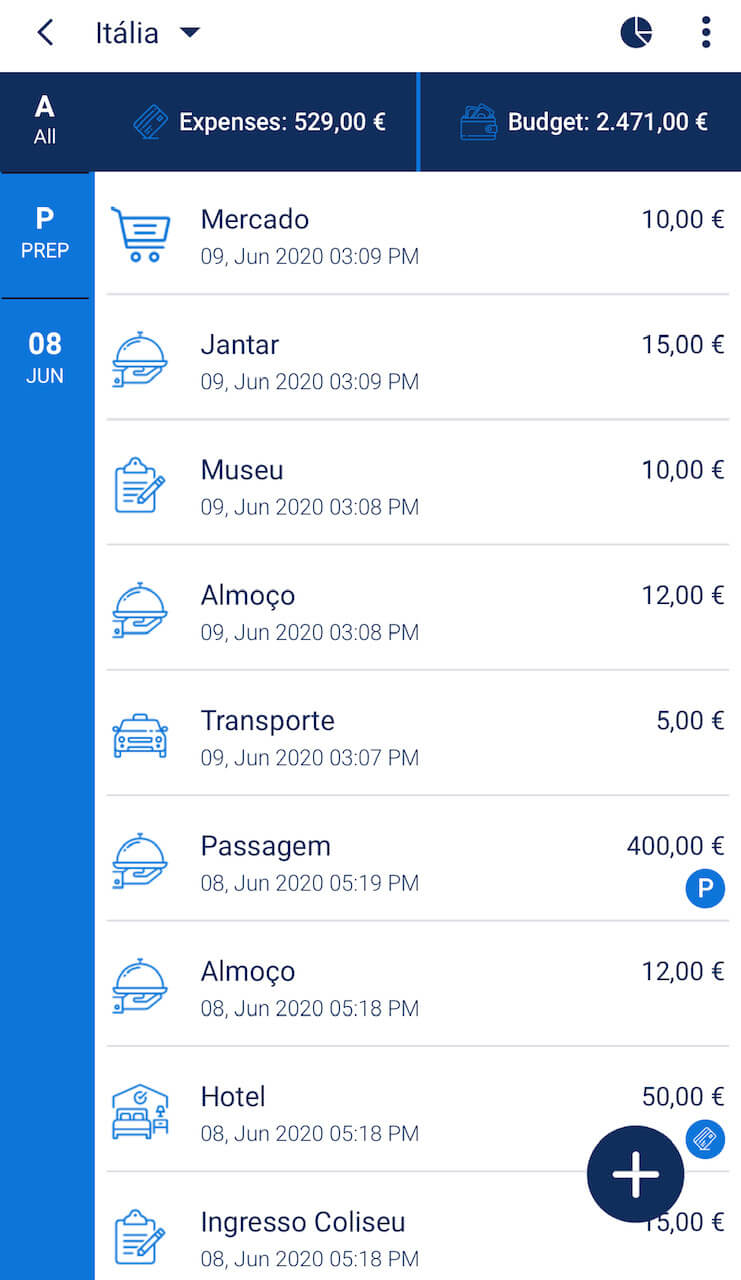 Itália
A
All
Expenses: 529,00 €
Budget: 2.471,00 €
P
PREP
08
JUN
Mercado
10,00 €
09, Jun 2020 03:09 PM
Jantar
15,00 €
09, Jun 2020 03:09 PM
Museu
10,00 €
09, Jun 2020 03:08 PM
Almoço
12,00 €
09, Jun 2020 03:08 PM
Transporte
5,00 €
09, Jun 2020 03:07 PM
Passagem
400,00 €
08, Jun 2020 05:19 PM
P
Almoço
12,00 €
08, Jun 2020 05:18 PM
Hotel
50,00 €
08, Jun 2020 05:18 PM
Ingresso Coliseu
15,00 €
08, Jun 2020 05:18 PM